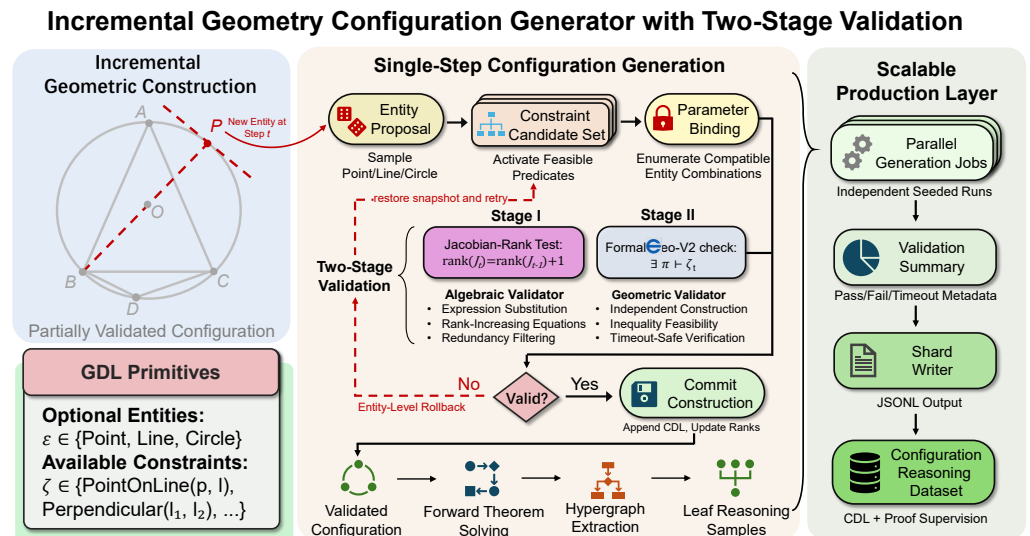 Incremental Geometry Configuration Generator with Two-Stage Validation
Incremental
Geometric Construction
A
P
New Entity at
Step t
O
B
C
D
Partially Validated Configuration
GDL Primitives
Optional Entities:
ε ∈ {Point, Line, Circle}
Available Constraints:
ζ ∈ {PointOnLine(p, l),
Perpendicular(l₁, l₂), ...}
Single-Step Configuration Generation
Entity
Proposal
Sample
Point/Line/Circle
Constraint
Candidate Set
Activate Feasible
Predicates
Parameter
Binding
Enumerate Compatible
Entity Combinations
restore snapshot and retry
Two-Stage
Validation
Stage I
Jacobian-Rank Test:
rank(Jₜ)=rank(Jₜ₋₁)+1
Algebraic Validator
• Expression Substitution
• Rank-Increasing Equations
• Redundancy Filtering
Stage II
Formal eo-V2 check:
∃ π ⊢ ζₜ
Geometric Validator
• Independent Construction
• Inequality Feasibility
• Timeout-Safe Verification
No
Entity-Level Rollback
Valid?
Yes
Commit
Construction
Append CDL, Update Ranks
Validated
Configuration
Forward Theorem
Solving
Hypergraph
Extraction
Leaf Reasoning
Samples
Scalable
Production Layer
Parallel
Generation Jobs
Independent Seeded Runs
Validation
Summary
Pass/Fail/Timeout Metadata
Shard
Writer
JSONL Output
Configuration
Reasoning
Dataset
CDL + Proof Supervision